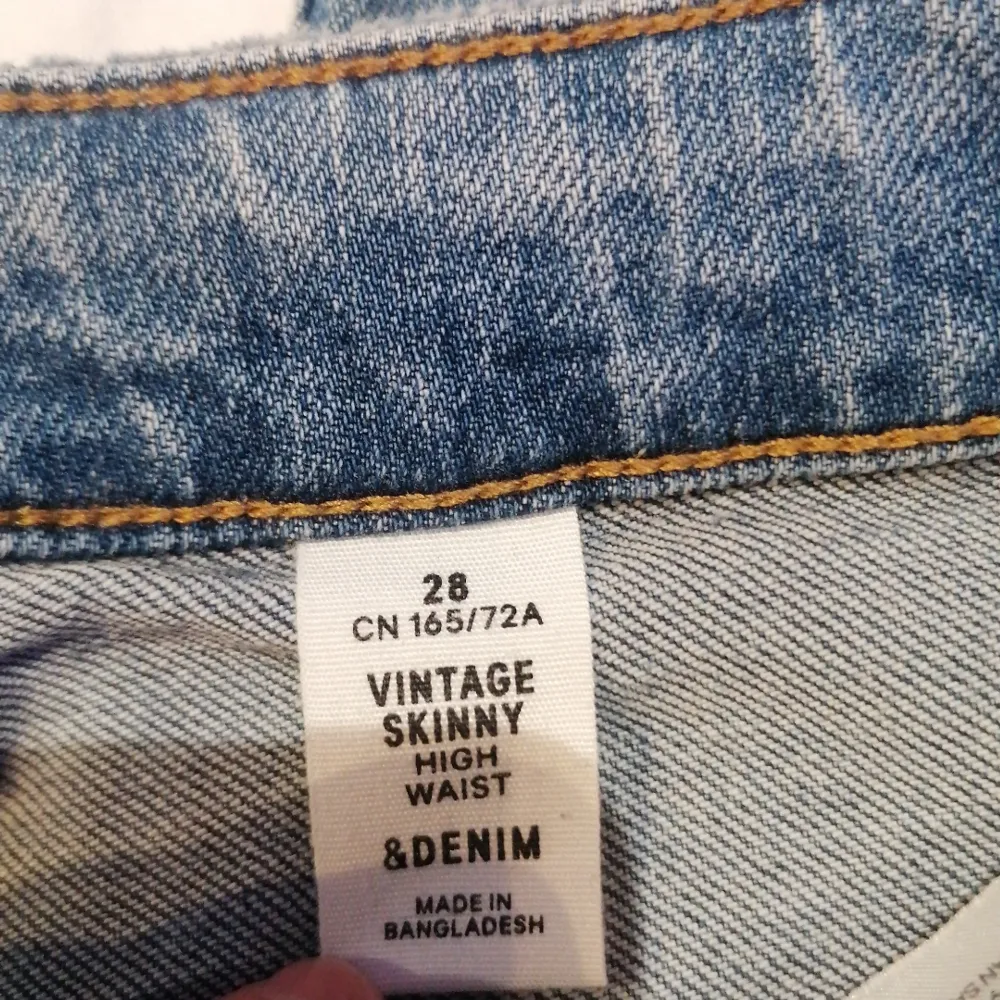 28
CN 165/72A
VINTAGE
SKINNY
HIGH
WAIST
&DENIM
MADE IN
BANGLADESH